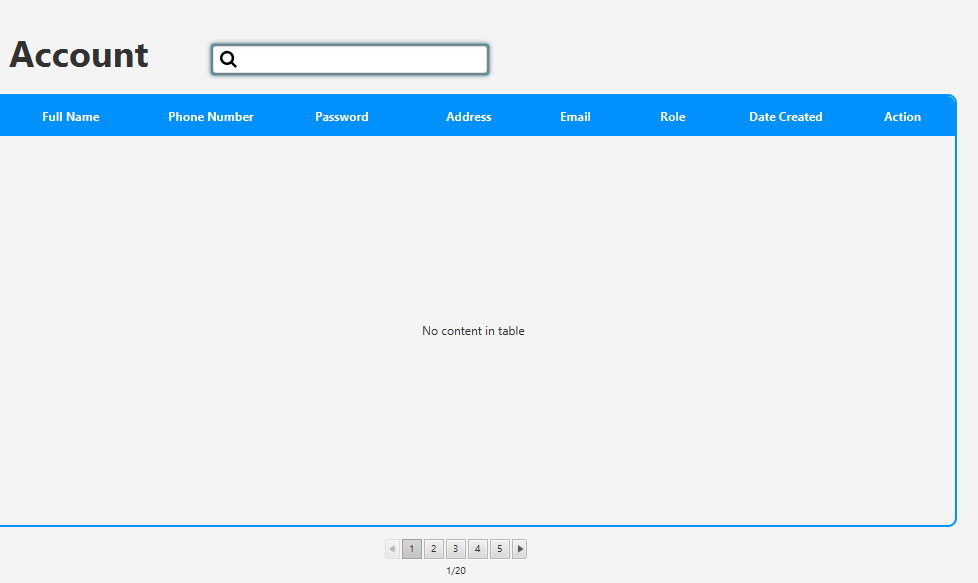 Account
Full Name Phone Number Password Address Email Role Date Created Action
No content in table
1 2 3 4 5
1/20